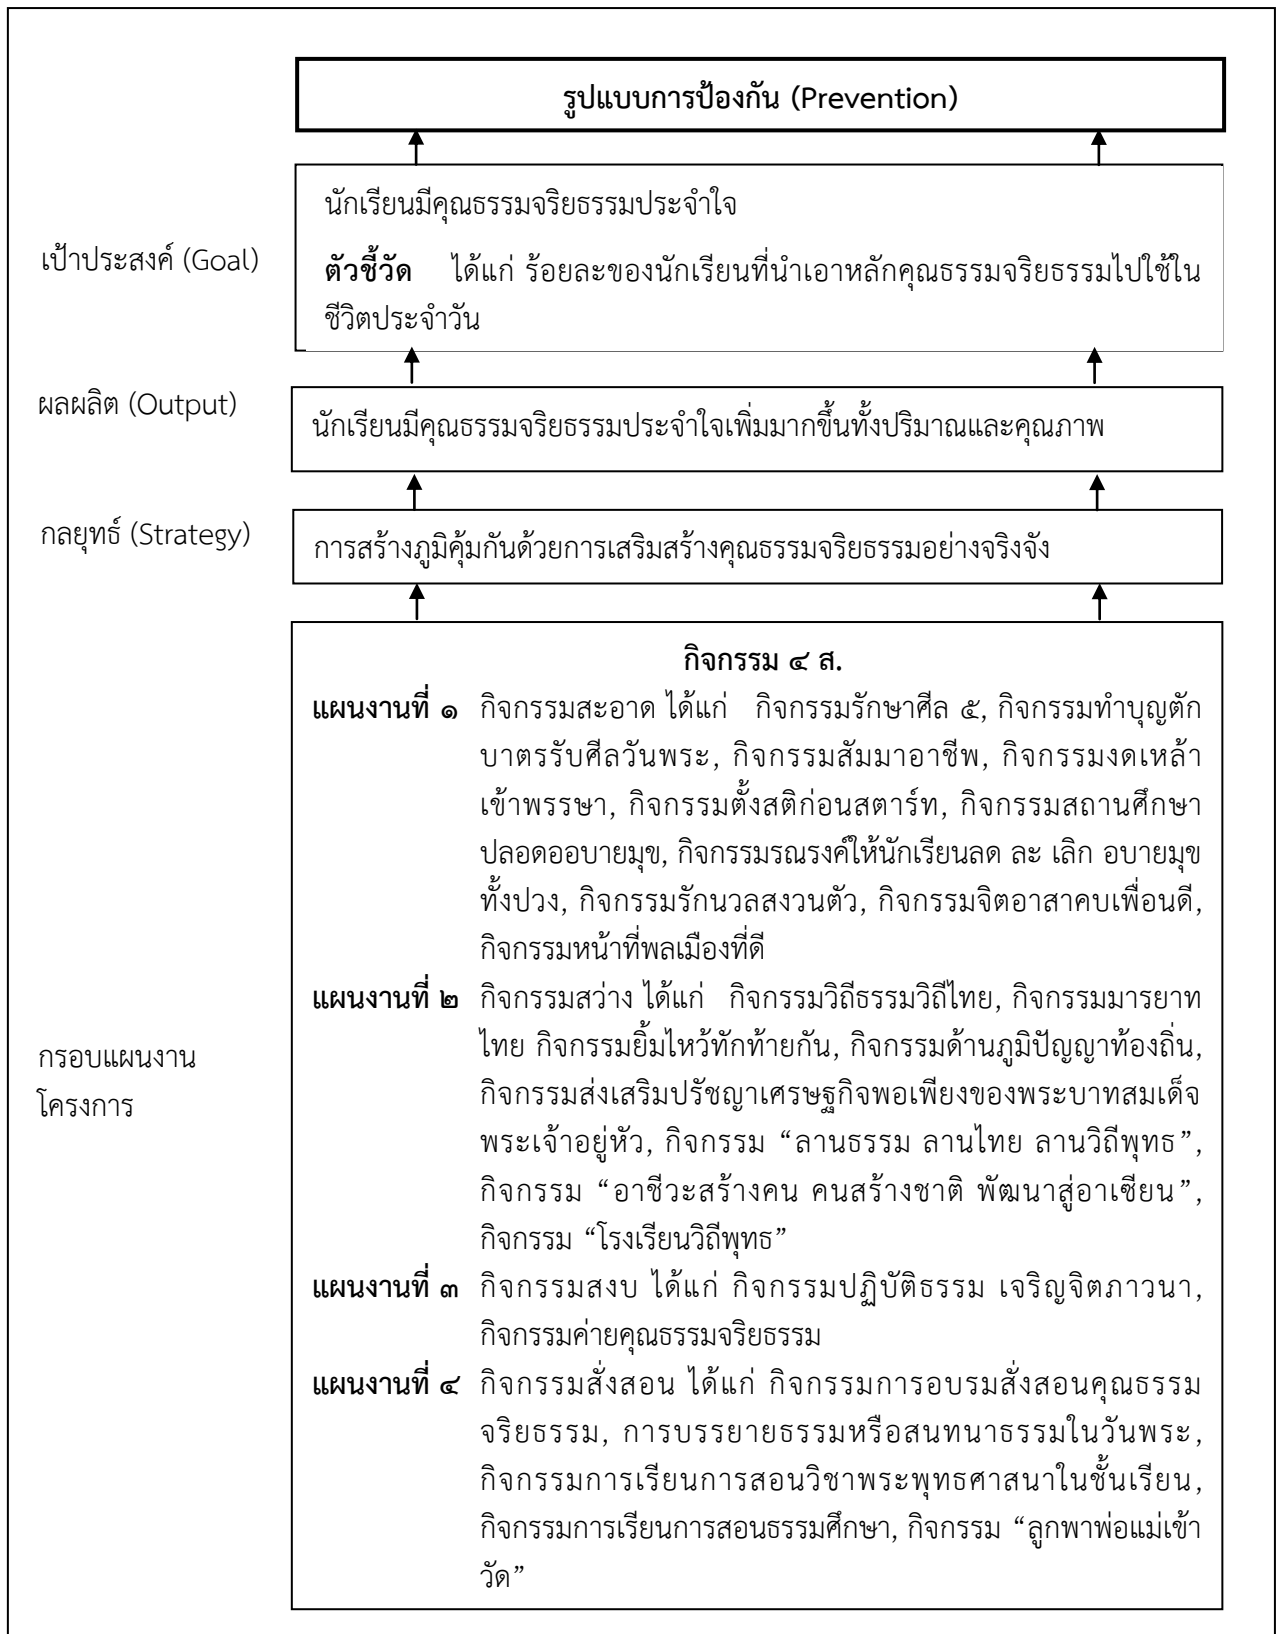 รูปแบบการป้องกัน (Prevention)
เป้าประสงค์ (Goal)
นักเรียนมีคุณธรรมจริยธรรมประจำใจ
ตัวชี้วัด ได้แก่ ร้อยละของนักเรียนที่นำเอาหลักคุณธรรมจริยธรรมไปใช้ใน
ชีวิตประจำวัน
ผลผลิต (Output)
นักเรียนมีคุณธรรมจริยธรรมประจำใจเพิ่มมากขึ้นทั้งปริมาณและคุณภาพ
กลยุทธ์ (Strategy)
การสร้างภูมิคุ้มกันด้วยการเสริมสร้างคุณธรรมจริยธรรมอย่างจริงจัง
กรอบแผนงาน
โครงการ
กิจกรรม ๔ ส.
แผนงานที่ ๑ กิจกรรมสะอาด ได้แก่ กิจกรรมรักษาศีล ๕, กิจกรรมทำบุญตัก
บาตรรับศีลวันพระ, กิจกรรมสัมมาอาชีพ, กิจกรรมงดเหล้า
เข้าพรรษา, กิจกรรมตั้งสติก่อนสตาร์ท, กิจกรรมสถานศึกษา
ปลอดออบายมุข, กิจกรรมรณรงค์ให้นักเรียนลด ละ เลิก อบายมุข
ทั้งปวง, กิจกรรมรักนวลสงวนตัว, กิจกรรมจิตอาสาคบเพื่อนดี,
กิจกรรมหน้าที่พลเมืองที่ดี
แผนงานที่ ๒ กิจกรรมสว่าง ได้แก่ กิจกรรมวิถีธรรมวิถีไทย, กิจกรรมมารยาท
ไทย กิจกรรมยิ้มไหว้ทักท้ายกัน, กิจกรรมด้านภูมิปัญญาท้องถิ่น,
กิจกรรมส่งเสริมปรัชญาเศรษฐกิจพอเพียงของพระบาทสมเด็จ
พระเจ้าอยู่หัว, กิจกรรม “ลานธรรม ลานไทย ลานวิถีพุทธ”,
กิจกรรม “อาชีวะสร้างคน คนสร้างชาติ พัฒนาสู่อาเซียน”,
กิจกรรม “โรงเรียนวิถีพุทธ”
แผนงานที่ ๓ กิจกรรมสงบ ได้แก่ กิจกรรมปฏิบัติธรรม เจริญจิตภาวนา,
กิจกรรมค่ายคุณธรรมจริยธรรม
แผนงานที่ ๔ กิจกรรมสั่งสอน ได้แก่ กิจกรรมการอบรมสั่งสอนคุณธรรม
จริยธรรม, การบรรยายธรรมหรือสนทนาธรรมในวันพระ,
กิจกรรมการเรียนการสอนวิชาพระพุทธศาสนาในชั้นเรียน,
กิจกรรมการเรียนการสอนธรรมศึกษา, กิจกรรม “ลูกพาพ่อแม่เข้า
วัด”